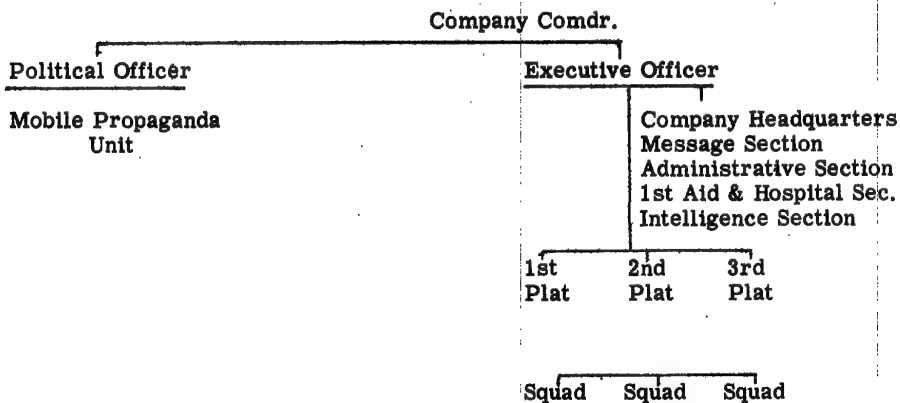 Company Comdr.
Political Officer
Executive Officer
Mobile Propaganda
Unit
Company Headquarters
Message Section
Administrative Section
1st Aid & Hospital Sec.
Intelligence Section
1st 2nd 3rd
Plat Plat Plat
Squad Squad Squad